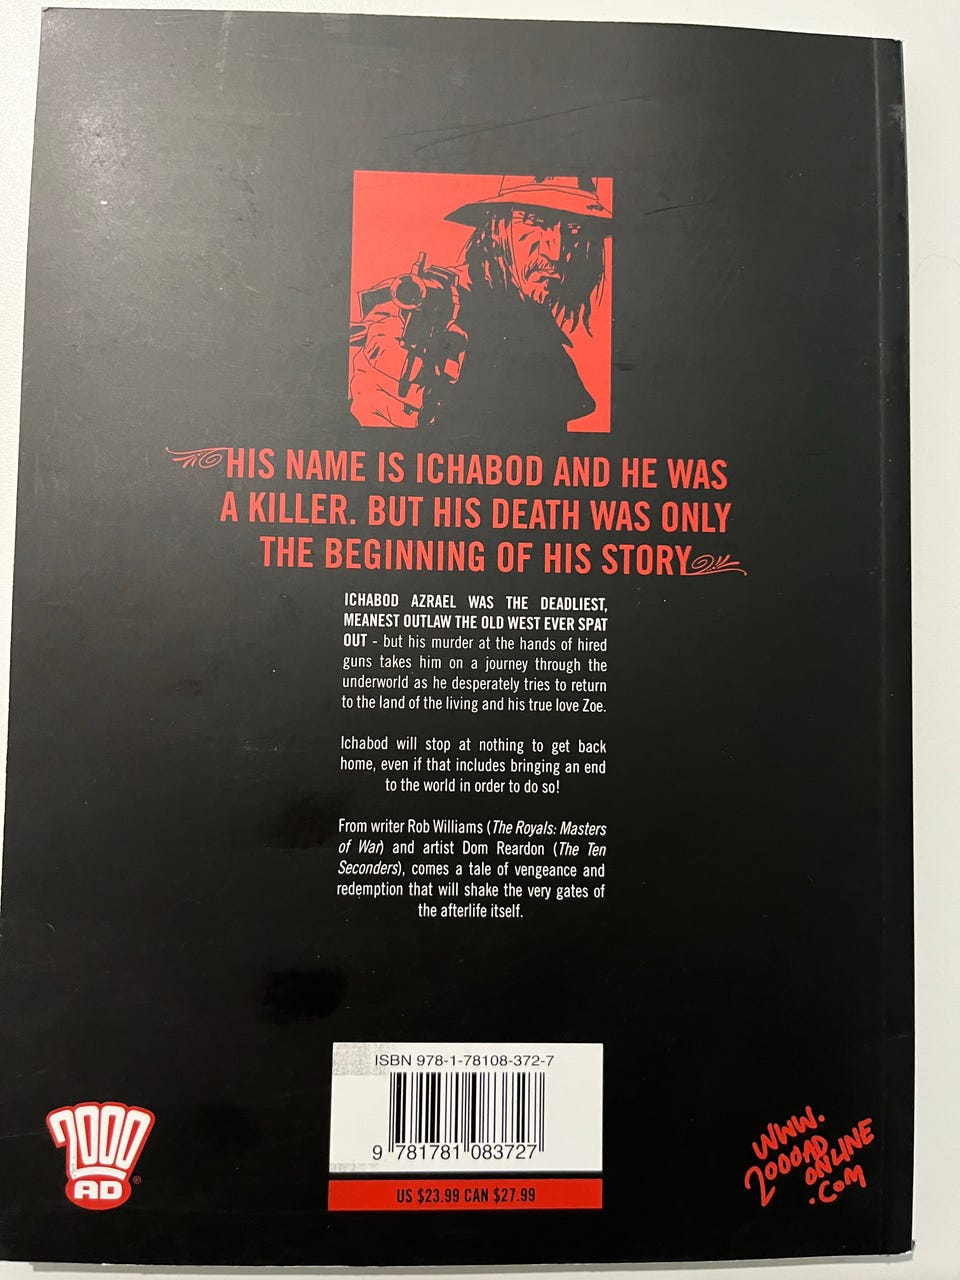 HIS NAME IS ICHABOD AND HE WAS
A KILLER. BUT HIS DEATH WAS ONLY
THE BEGINNING OF HIS STORY
ICHABOD AZRAEL WAS THE DEADLIEST,
MEANEST OUTLAW THE OLD WEST EVER SPAT
OUT - but his murder at the hands of hired
guns takes him on a journey through the
underworld as he desperately tries to return
to the land of the living and his true love Zoe.
Ichabod will stop at nothing to get back
home, even if that includes bringing an end
to the world in order to do so!
From writer Rob Williams (The Royals: Masters
of War) and artist Dom Reardon (The Ten
Seconders), comes a tale of vengeance and
redemption that will shake the very gates of
the afterlife itself.
ISBN 978-1-78108-372-7
9 781781 083727
US $23.99 CAN $27.99
2000
AD®
WWW.
2000AD
ONLINE
.COM